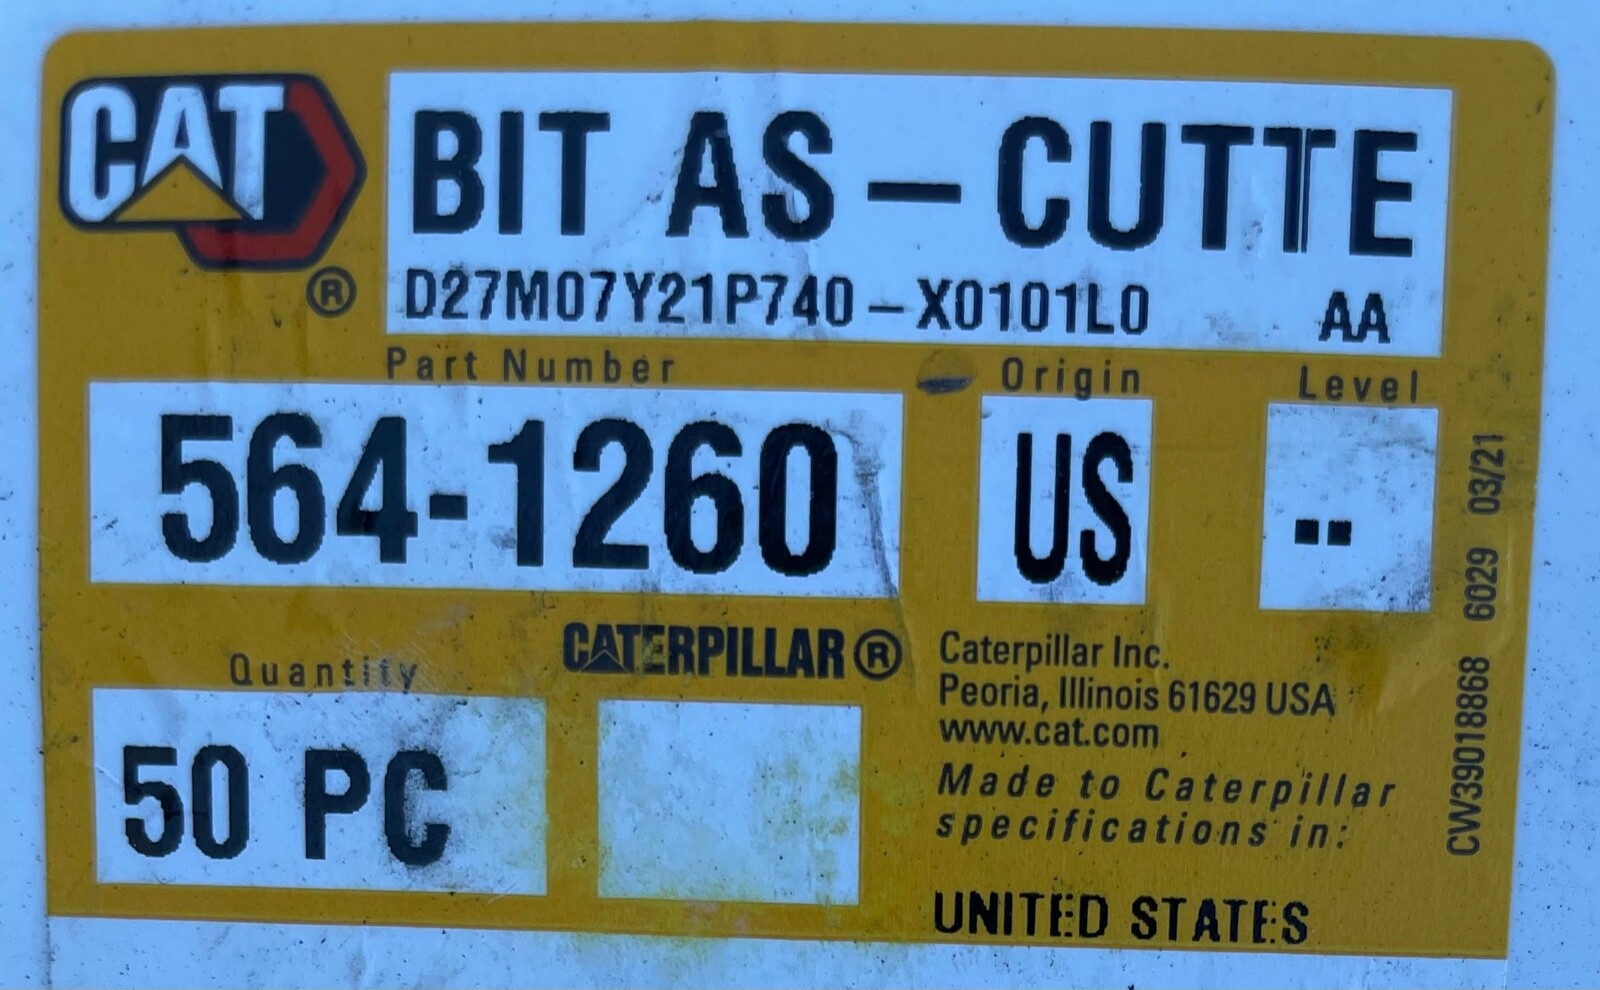 CAT
®
BIT AS-CUTTE
D27M07Y21P740-X0101L0 AA
Part Number Origin Level
564-1260 US --
Quantity
50 PC
CATERPILLAR®
Caterpillar Inc.
Peoria, Illinois 61629 USA
www.cat.com
Made to Caterpillar
specifications in:
UNITED STATES
CW39018868 6029 03/21